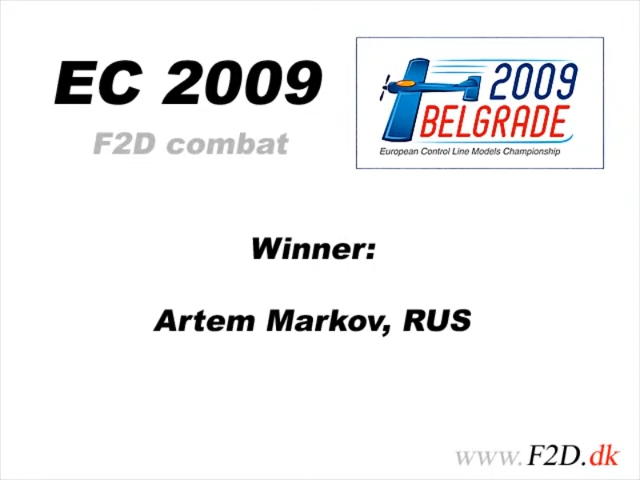 EC 2009
F2D combat
2009
BELGRADE
European Control Line Models Championship
Winner:
Artem Markov, RUS
www.F2D.dk